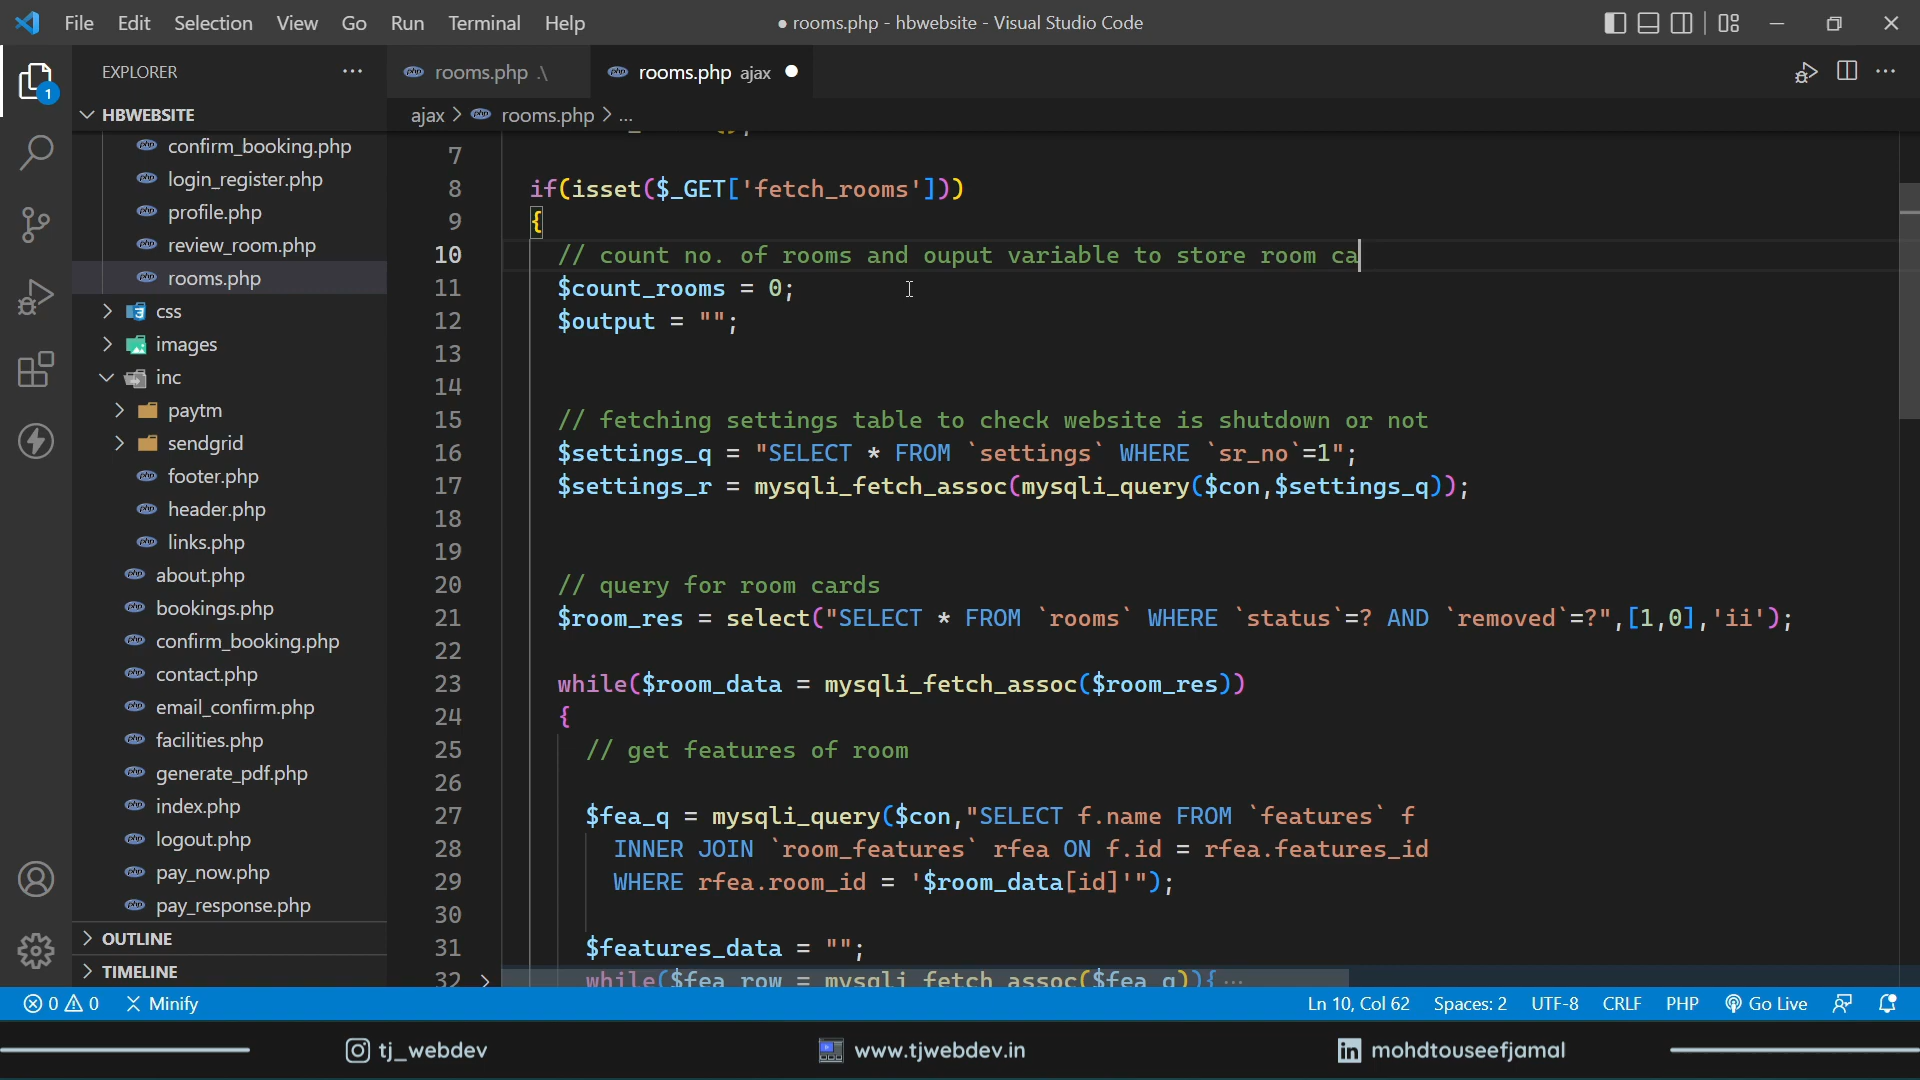 File Edit Selection View Go Run Terminal Help ● rooms.php - hbwebsite - Visual Studio Code
EXPLORER ··· rooms.php .\ rooms.php ajax
HBWEBSITE
ajax > rooms.php > ...
1
confirm_booking.php
login_register.php
profile.php
review_room.php
rooms.php
css
images
inc
paytm
sendgrid
footer.php
header.php
links.php
about.php
bookings.php
confirm_booking.php
contact.php
email_confirm.php
facilities.php
generate_pdf.php
index.php
logout.php
pay_now.php
pay_response.php
OUTLINE
TIMELINE
7
8 if(isset($_GET['fetch_rooms']))
9 {
10 // count no. of rooms and ouput variable to store room ca
11 $count_rooms = 0;
12 $output = "";
13
14
15 // fetching settings table to check website is shutdown or not
16 $settings_q = "SELECT * FROM `settings` WHERE `sr_no`=1";
17 $settings_r = mysqli_fetch_assoc(mysqli_query($con,$settings_q));
18
19
20 // query for room cards
21 $room_res = select("SELECT * FROM `rooms` WHERE `status`=? AND `removed`=?",[1,0],'ii');
22
23 while($room_data = mysqli_fetch_assoc($room_res))
24 {
25 // get features of room
26
27 $fea_q = mysqli_query($con,"SELECT f.name FROM `features` f
28 INNER JOIN `room_features` rfea ON f.id = rfea.features_id
29 WHERE rfea.room_id = '$room_data[id]'");
30
31 $features_data = "";
32 while($fea_row = mysqli_fetch_assoc($fea_q)){···
0 0 Minify Ln 10, Col 62 Spaces: 2 UTF-8 CRLF PHP Go Live
tj_webdev www.tjwebdev.in mohdtouseefjamal